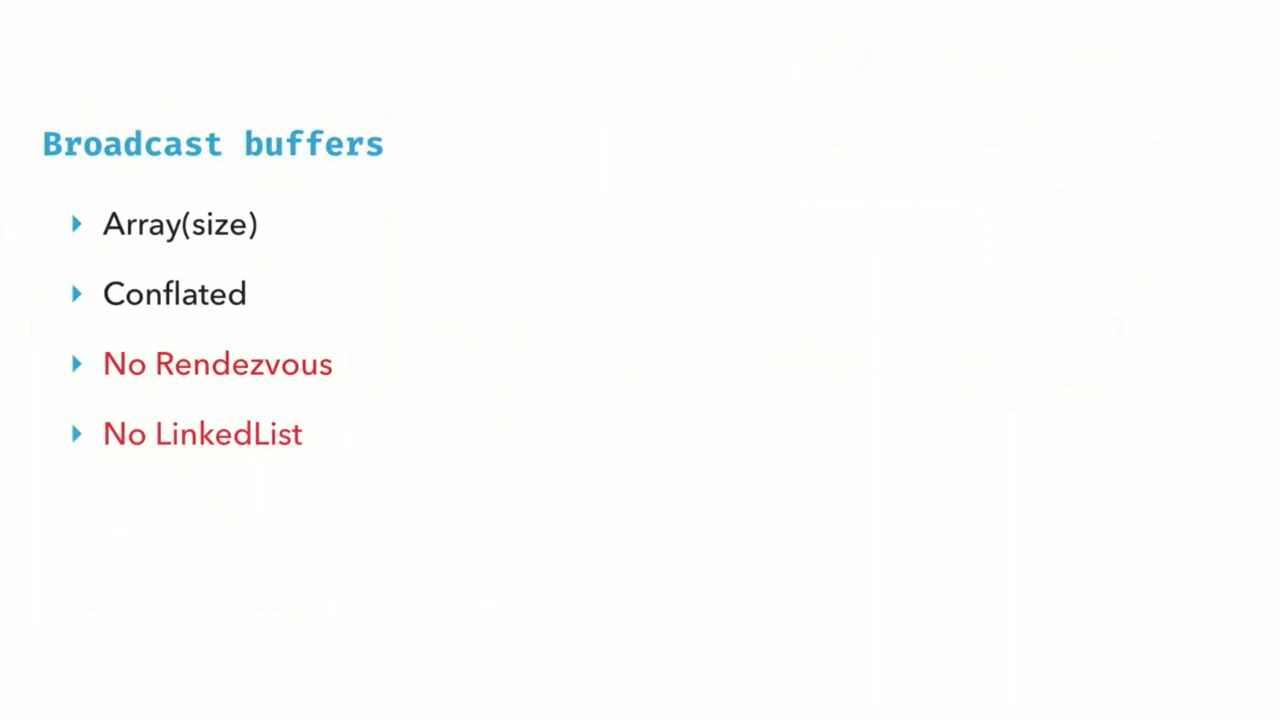 Broadcast buffers
Array(size)
Conflated
No Rendezvous
No LinkedList